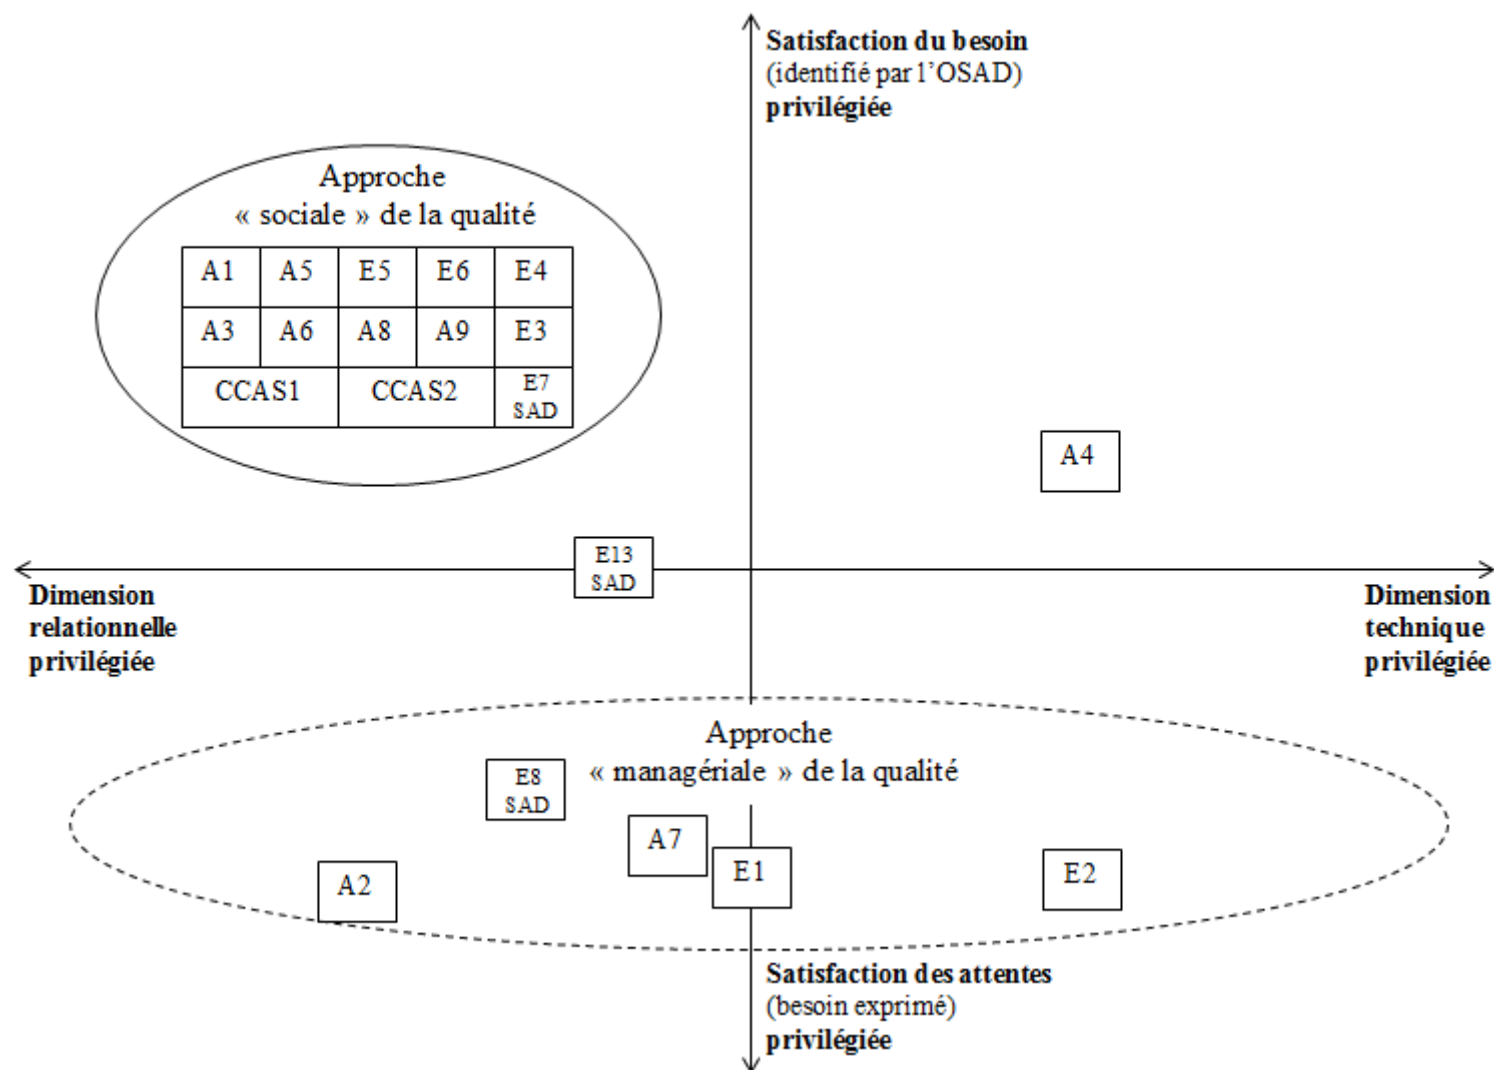 Satisfaction du besoin
(identifié par l'OSAD)
privilégiée
Approche
« sociale » de la qualité
A1 A5 E5 E6 E4
A3 A6 A8 A9 E3
CCAS1 CCAS2 E7 SAD
A4
E13
SAD
Dimension
relationnelle
privilégiée
Dimension
technique
privilégiée
Approche
« managériale » de la qualité
E8
SAD
A7
E1
A2
E2
Satisfaction des attentes
(besoin exprimé)
privilégiée